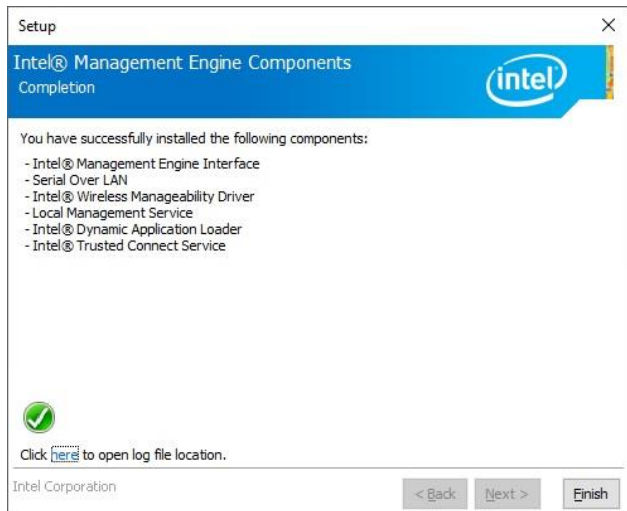 Setup
Intel® Management Engine Components
Completion
intel
You have successfully installed the following components:
- Intel® Management Engine Interface
- Serial Over LAN
- Intel® Wireless Manageability Driver
- Local Management Service
- Intel® Dynamic Application Loader
- Intel® Trusted Connect Service
Click here to open log file location.
Intel Corporation
< Back Next > Finish